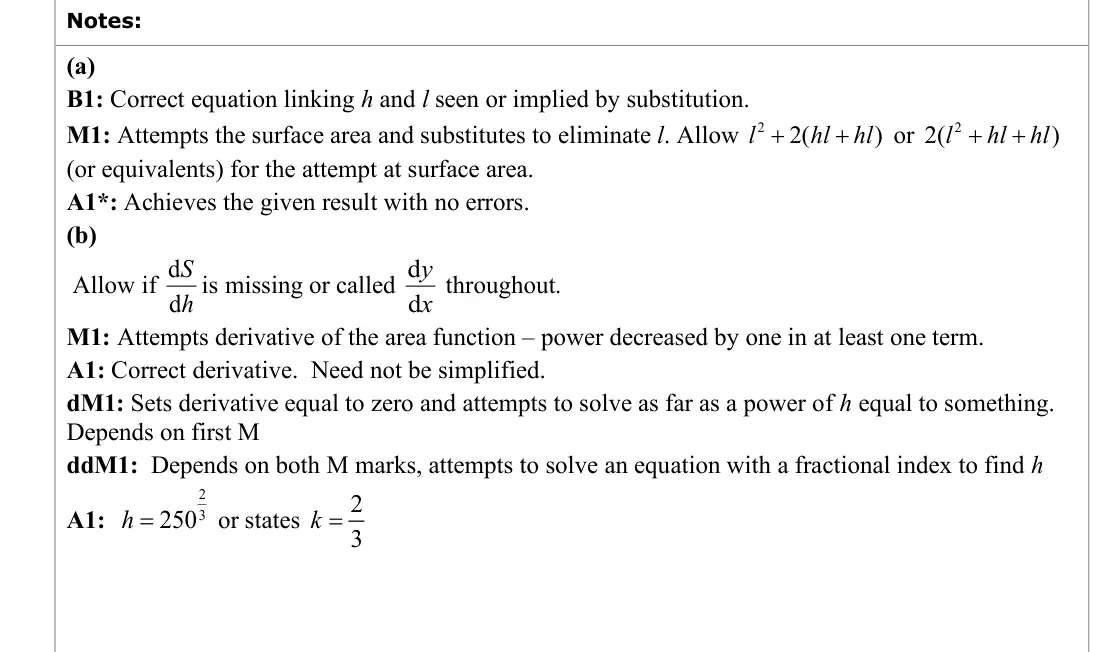 Notes:
(a)
B1: Correct equation linking h and l seen or implied by substitution.
M1: Attempts the surface area and substitutes to eliminate l. Allow l² + 2(hl + hl) or 2(l² + hl + hl)
(or equivalents) for the attempt at surface area.
A1*: Achieves the given result with no errors.
(b)
Allow if dS/dh is missing or called dy/dx throughout.
M1: Attempts derivative of the area function – power decreased by one in at least one term.
A1: Correct derivative.  Need not be simplified.
dM1: Sets derivative equal to zero and attempts to solve as far as a power of h equal to something.
Depends on first M
ddM1:  Depends on both M marks, attempts to solve an equation with a fractional index to find h
A1:  h = 250^(2/3) or states k = 2/3